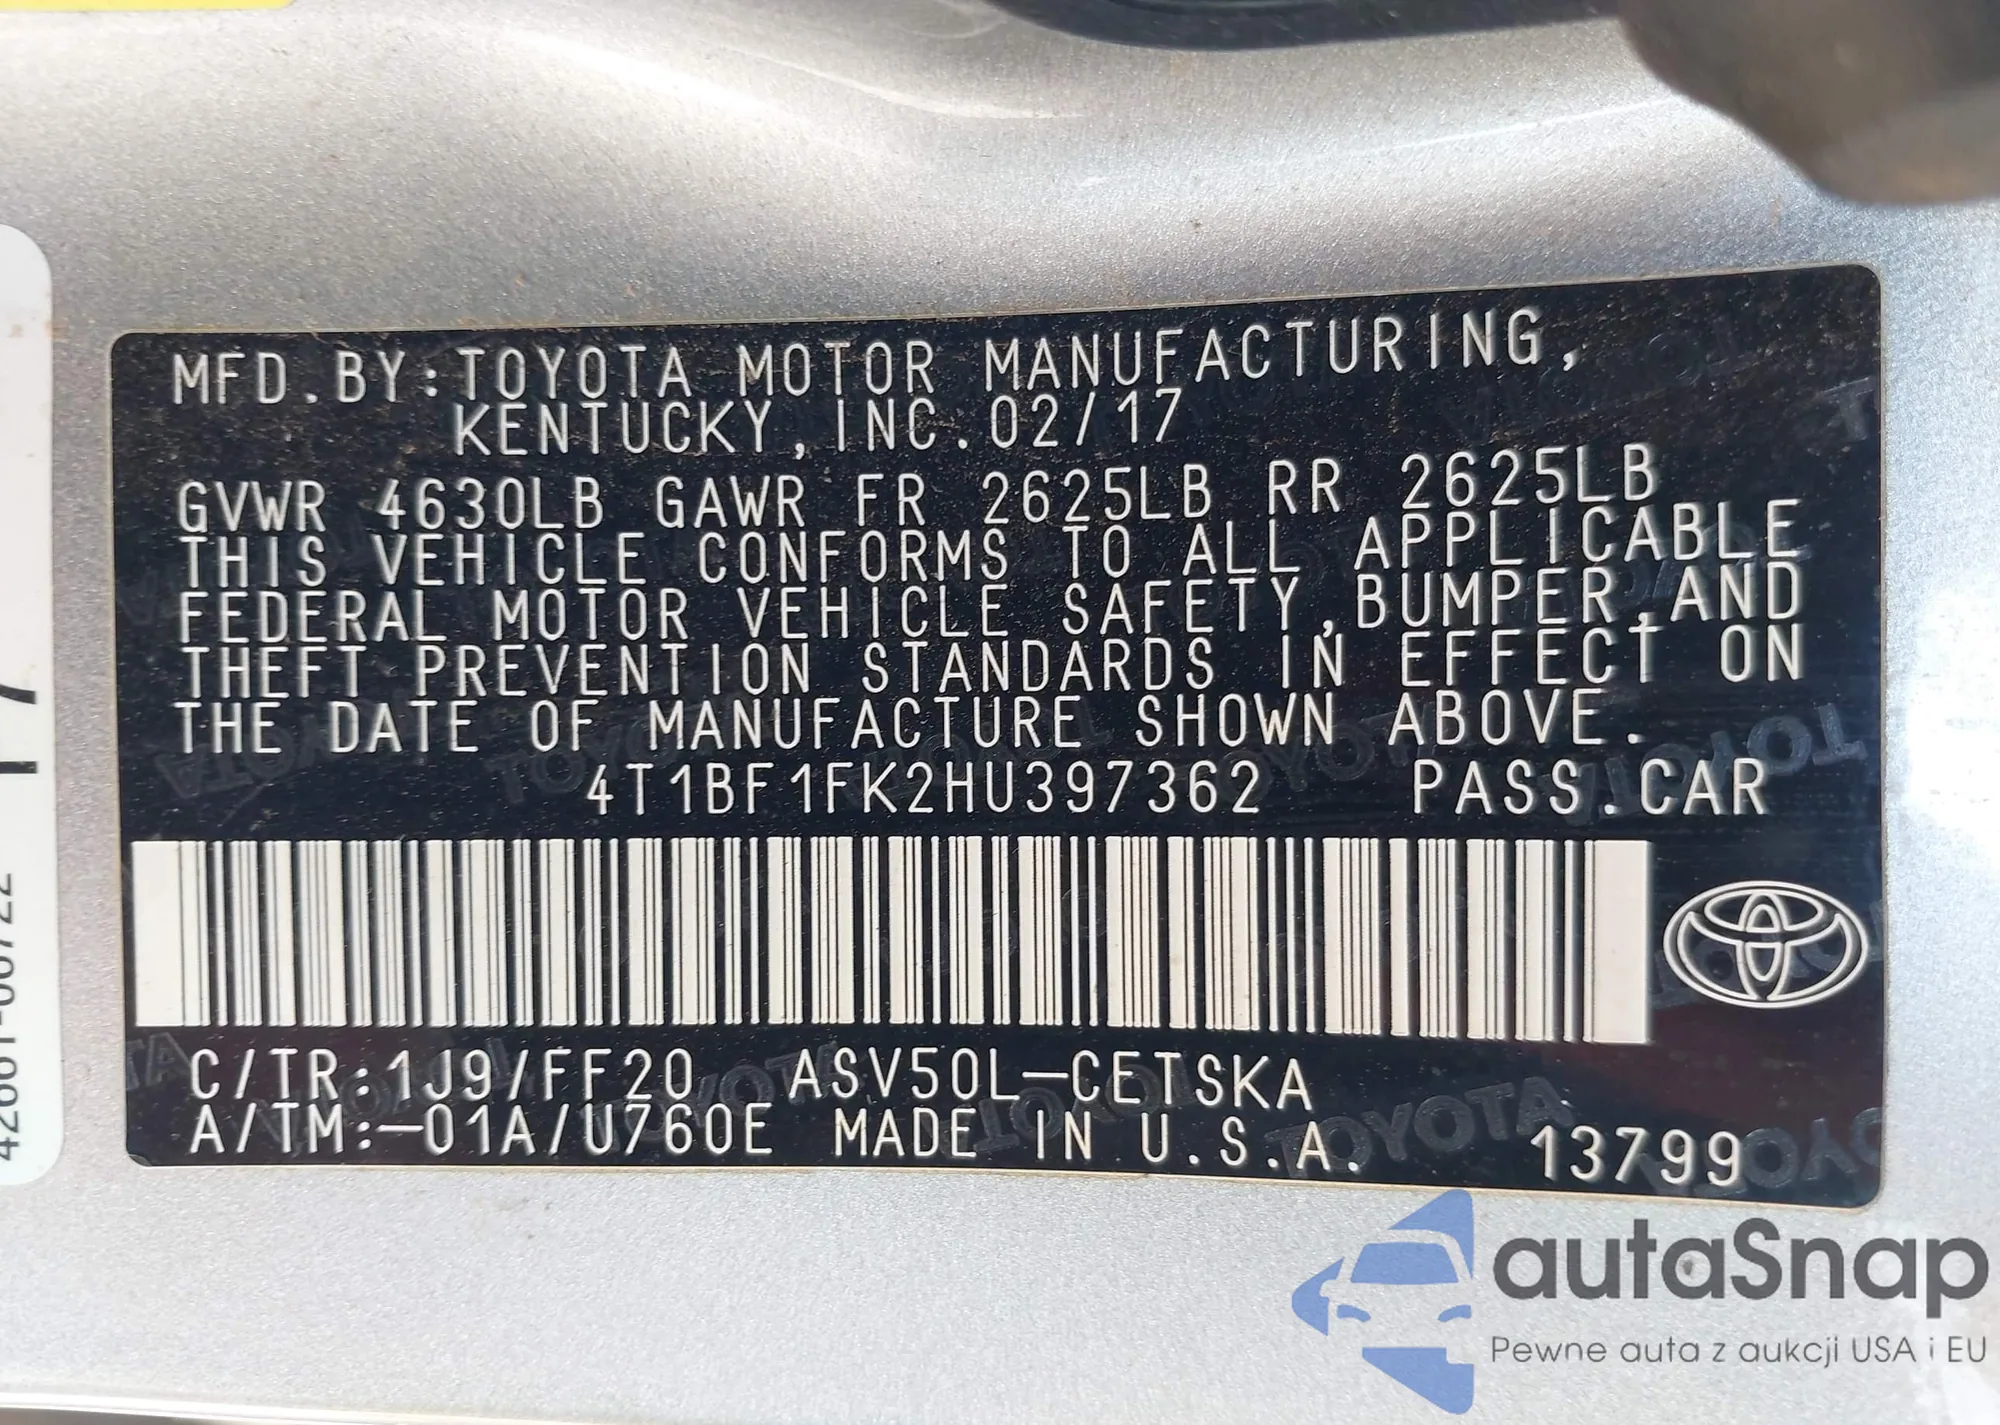 MFD.BY:TOYOTA MOTOR MANUFACTURING,
KENTUCKY,INC.02/17
GVWR 4630LB GAWR FR 2625LB RR 2625LB
THIS VEHICLE CONFORMS TO ALL APPLICABLE
FEDERAL MOTOR VEHICLE SAFETY,BUMPER,AND
THEFT PREVENTION STANDARDS IN EFFECT ON
THE DATE OF MANUFACTURE SHOWN ABOVE.
4T1BF1FK2HU397362 PASS.CAR
C/TR:1J9/FF20 ASV50L-CETSKA
A/TM:-01A/U760E MADE IN U.S.A. 13799
autaSnap
Pewne auta z aukcji USA i EU